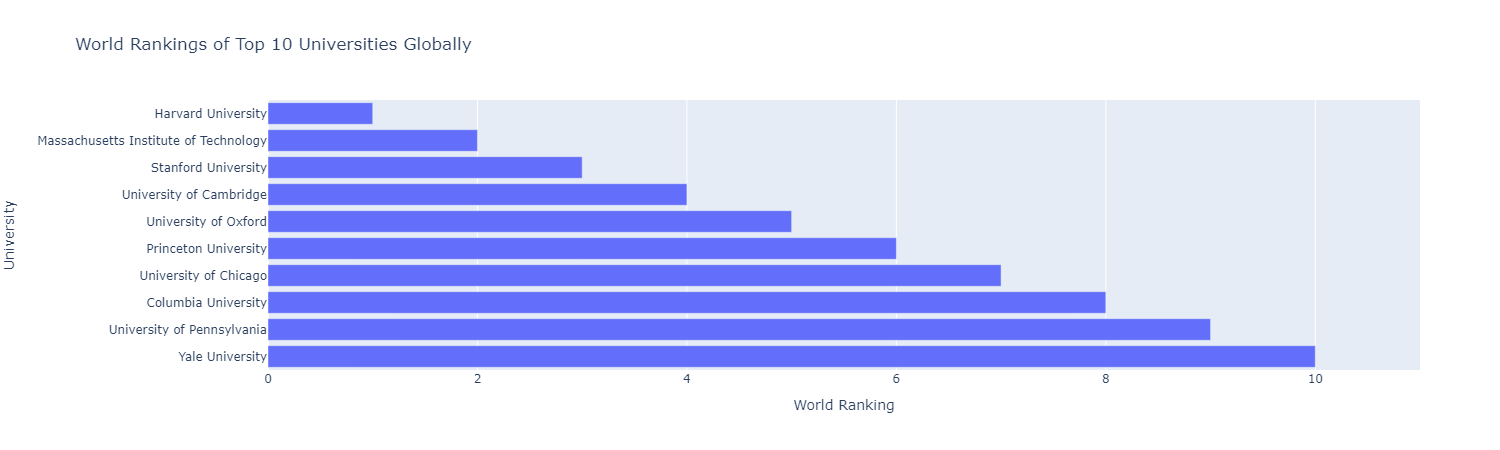 World Rankings of Top 10 Universities Globally
University
Harvard University
Massachusetts Institute of Technology
Stanford University
University of Cambridge
University of Oxford
Princeton University
University of Chicago
Columbia University
University of Pennsylvania
Yale University
0 2 4 6 8 10
World Ranking